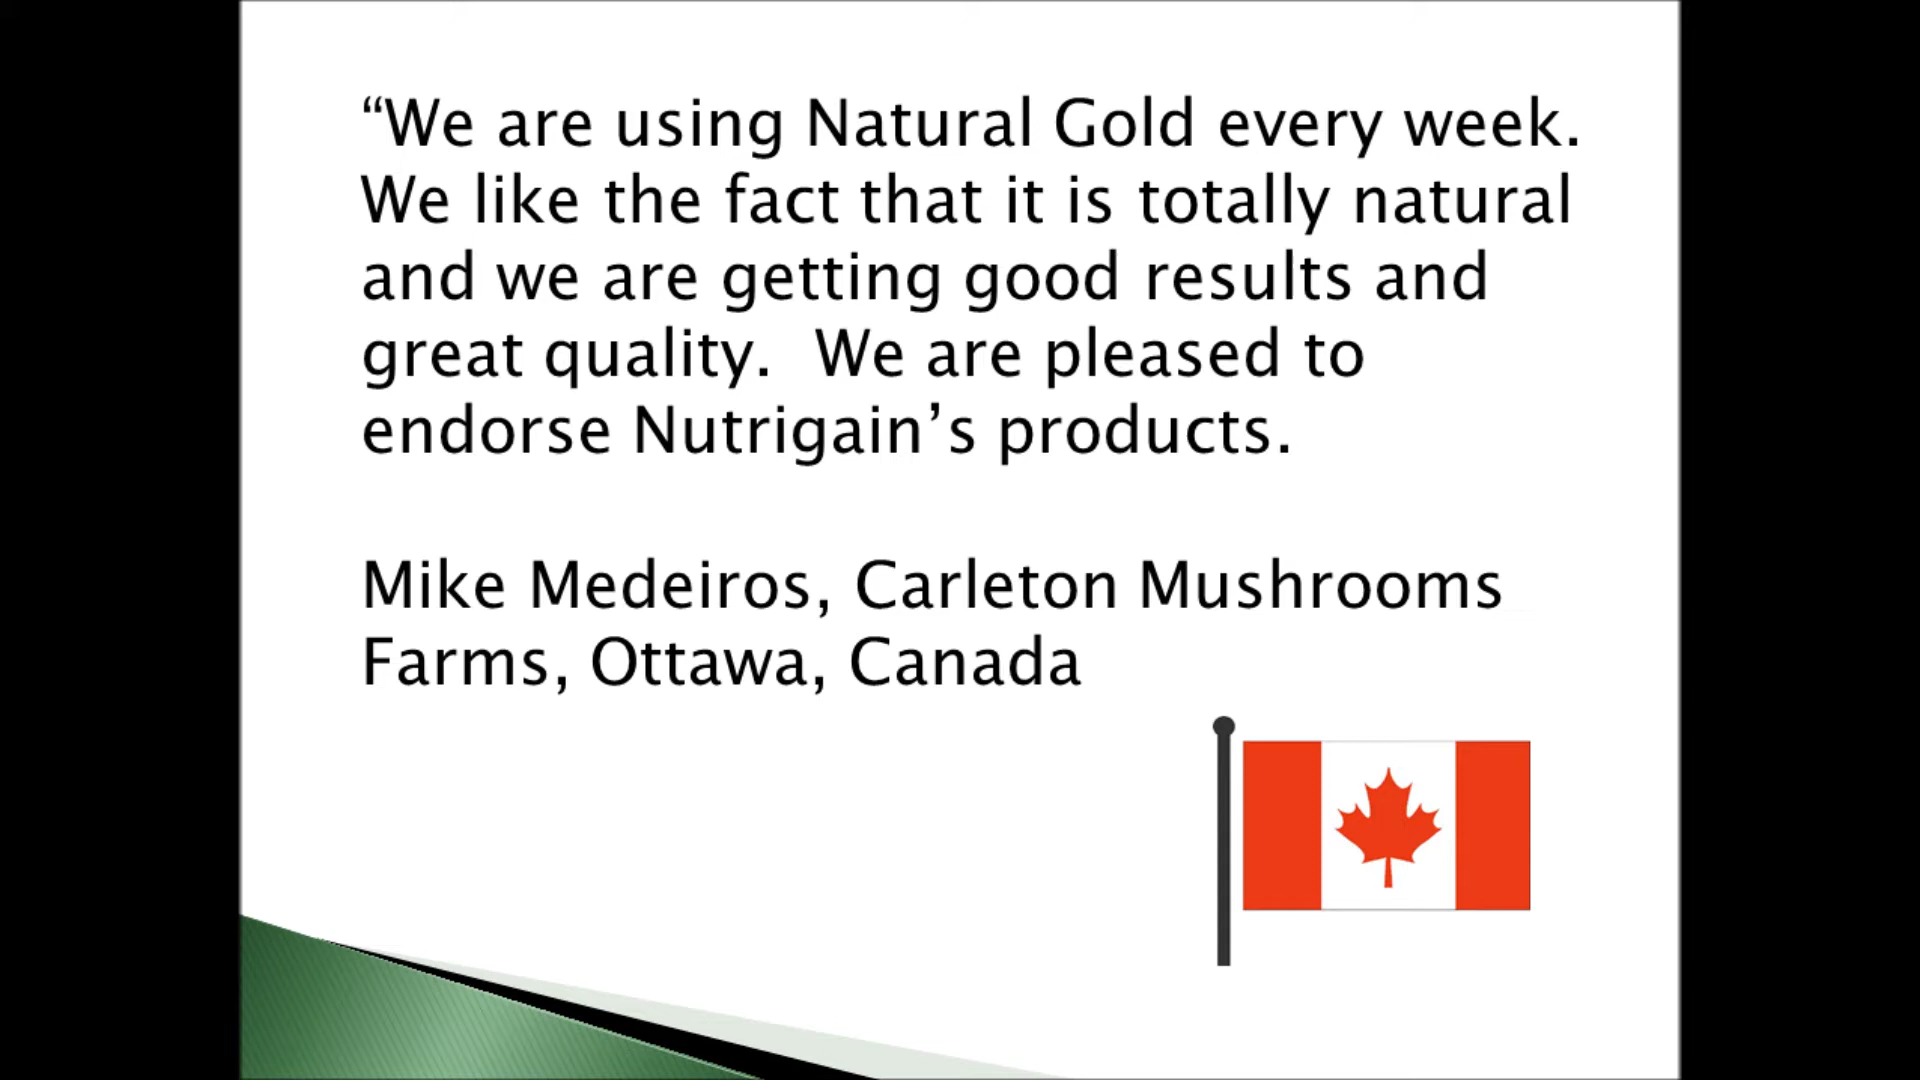 “We are using Natural Gold every week.
We like the fact that it is totally natural
and we are getting good results and
great quality.  We are pleased to
endorse Nutrigain’s products.
Mike Medeiros, Carleton Mushrooms
Farms, Ottawa, Canada